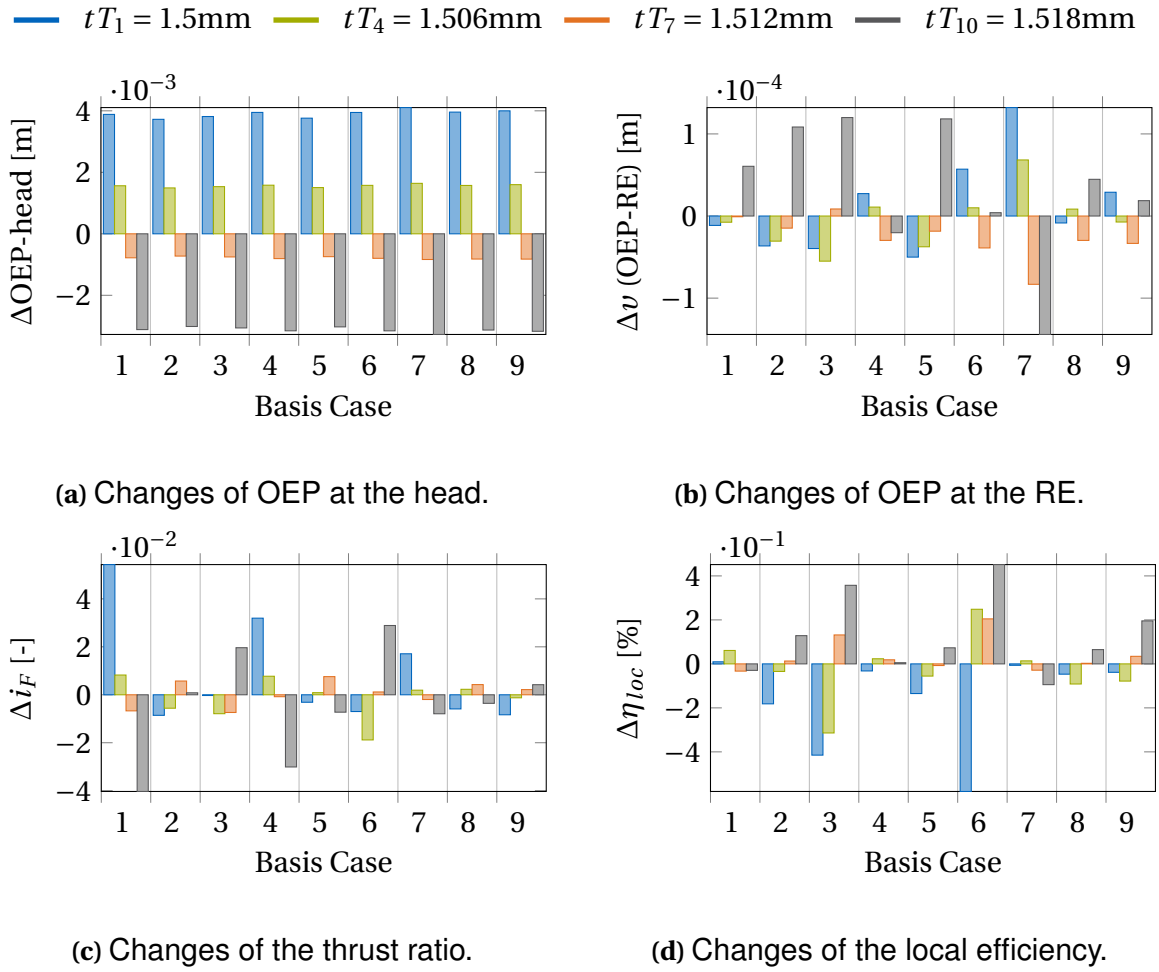 tT₁ = 1.5mm tT₄ = 1.506mm tT₇ = 1.512mm tT₁₀ = 1.518mm
·10⁻³
ΔOEP-head [m]
4
2
0
−2
1 2 3 4 5 6 7 8 9
Basis Case
(a) Changes of OEP at the head.
·10⁻⁴
Δv (OEP-RE) [m]
1
0
−1
1 2 3 4 5 6 7 8 9
Basis Case
(b) Changes of OEP at the RE.
·10⁻²
Δi_F [-]
4
2
0
−2
−4
1 2 3 4 5 6 7 8 9
Basis Case
(c) Changes of the thrust ratio.
·10⁻¹
Δη_loc [%]
4
2
0
−2
−4
1 2 3 4 5 6 7 8 9
Basis Case
(d) Changes of the local efficiency.